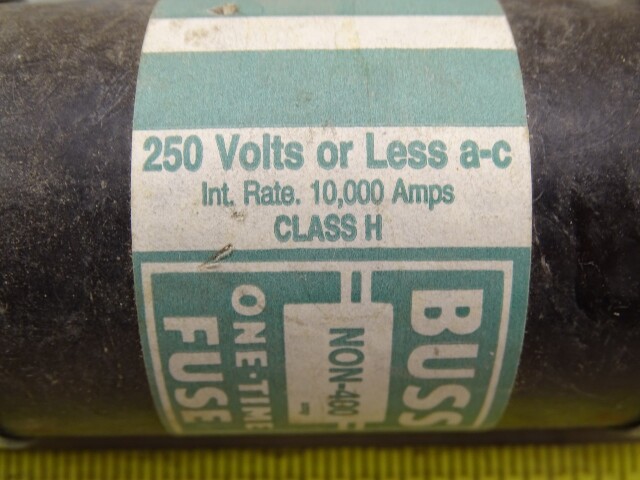 250 Volts or Less a-c
Int. Rate. 10,000 Amps
CLASS H
BUSS
NON-400
ONE-TIME
FUSE